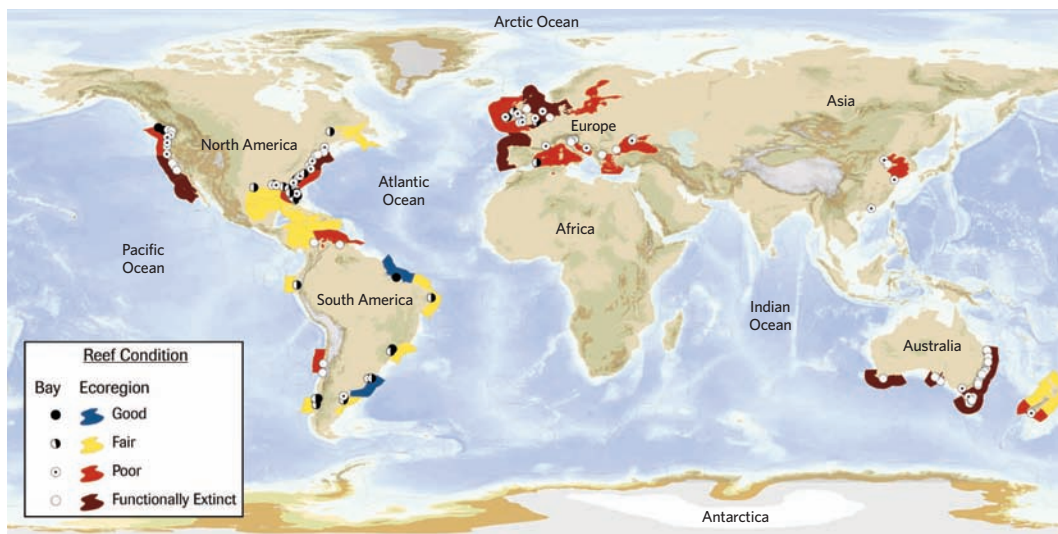 Arctic Ocean
Asia
North America
Europe
Atlantic
Ocean
Africa
Pacific
Ocean
South America
Indian
Ocean
Australia
Reef Condition
Bay Ecoregion
Good
Fair
Poor
Functionally Extinct
Antarctica